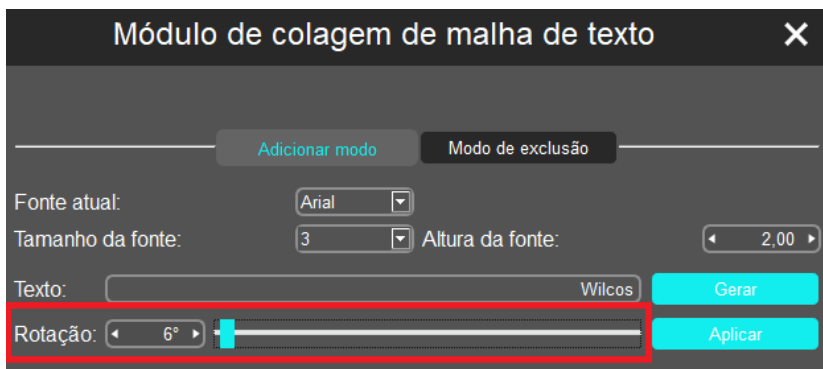 Módulo de colagem de malha de texto
Adicionar modo Modo de exclusão
Fonte atual: Arial
Tamanho da fonte: 3 Altura da fonte: 2,00
Texto: Wilcos Gerar
Rotação: 6° Aplicar